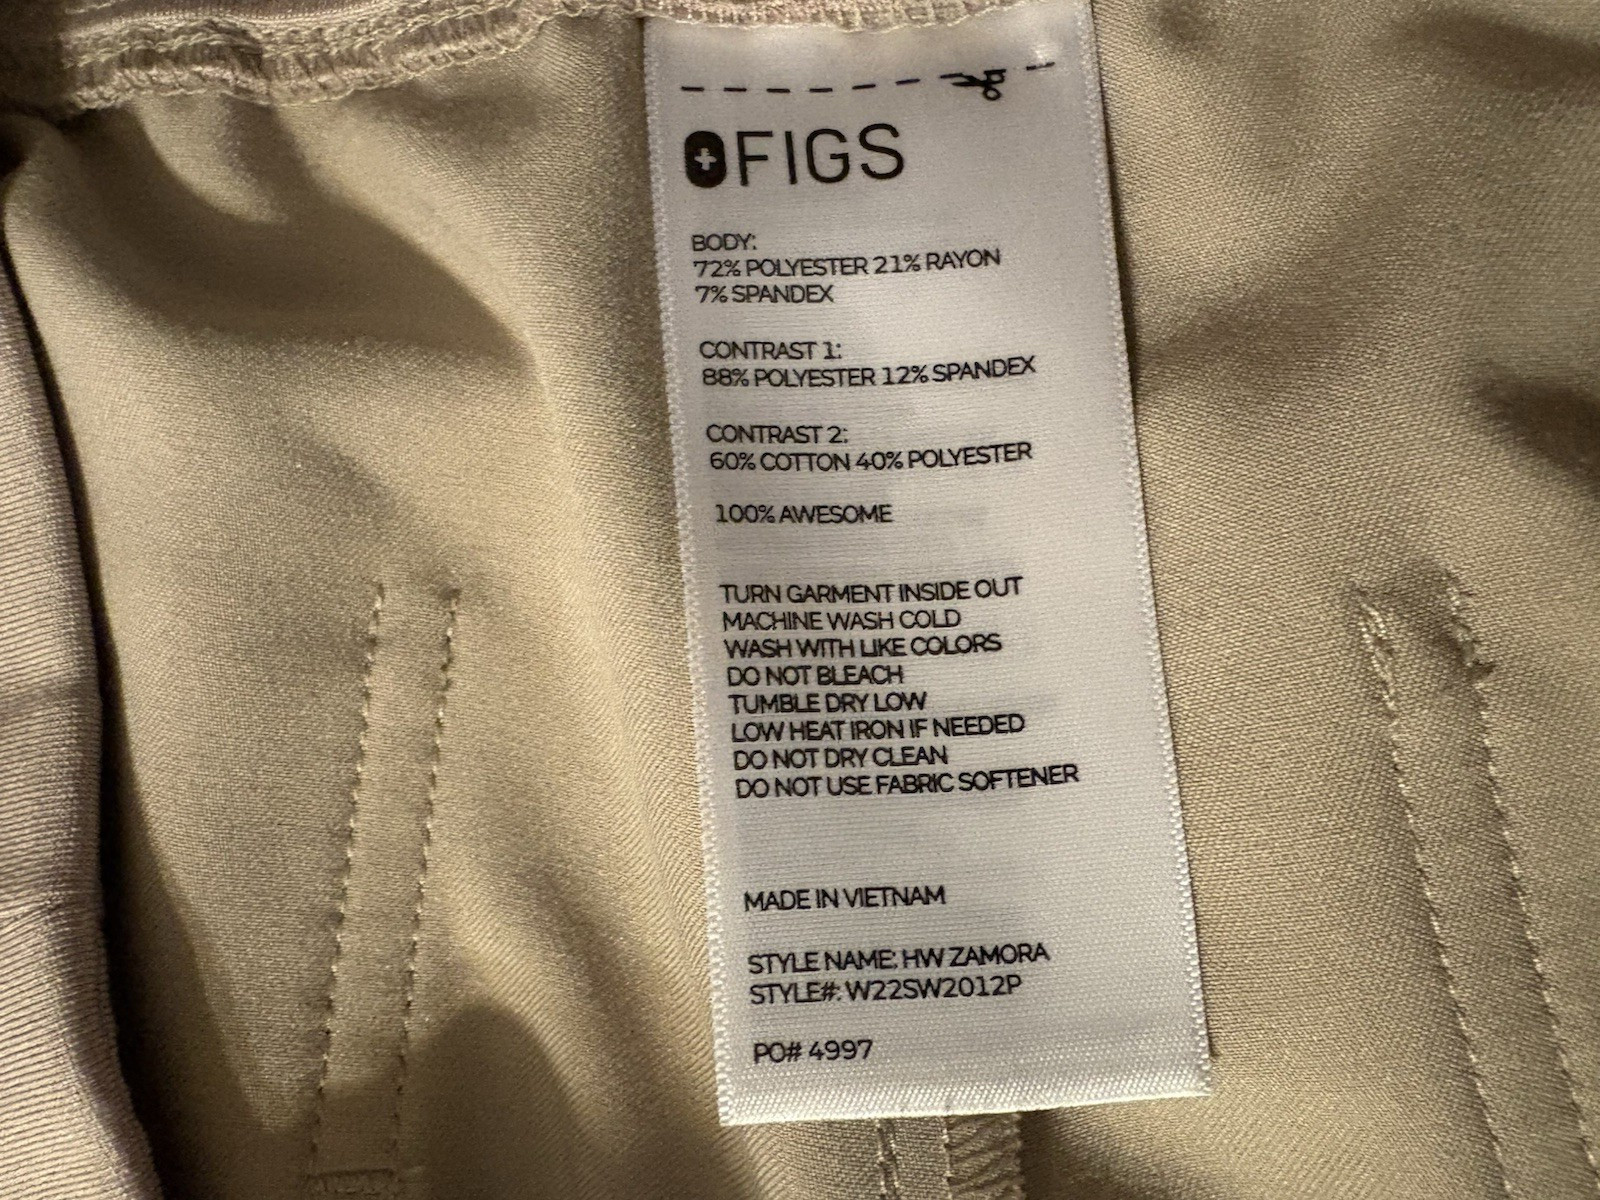 FIGS
BODY:
72% POLYESTER 21% RAYON
7% SPANDEX
CONTRAST 1:
88% POLYESTER 12% SPANDEX
CONTRAST 2:
60% COTTON 40% POLYESTER
100% AWESOME
TURN GARMENT INSIDE OUT
MACHINE WASH COLD
WASH WITH LIKE COLORS
DO NOT BLEACH
TUMBLE DRY LOW
LOW HEAT IRON IF NEEDED
DO NOT DRY CLEAN
DO NOT USE FABRIC SOFTENER
MADE IN VIETNAM
STYLE NAME: HW ZAMORA
STYLE#: W22SW2012P
PO# 4997